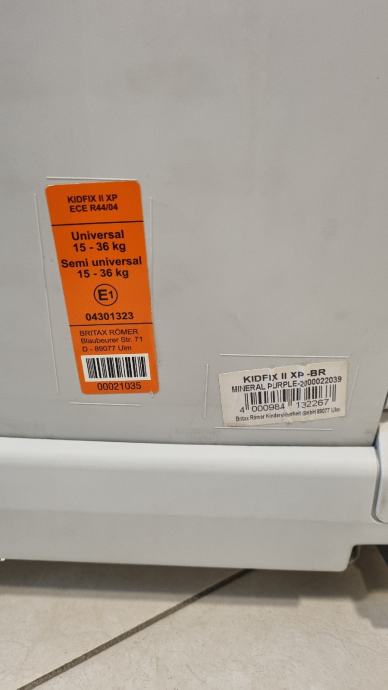 KIDFIX II XP
ECE R44/04
Universal
15 - 36 kg
Semi universal
15 - 36 kg
E1
04301323
BRITAX RÖMER
Blaubeurer Str. 71
D - 89077 Ulm
00021035
KIDFIX II XP -BR
MINERAL PURPLE-2000022039
4 000984 132267
Britax Römer Kindersicherheit GmbH 89077 Ulm